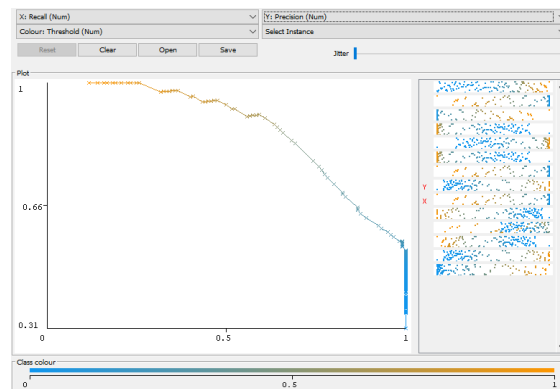 X: Recall (Num)
Y: Precision (Num)
Colour: Threshold (Num)
Select Instance
Reset
Clear
Open
Save
Jitter
Plot
1
0.66
0.31
0
0.5
1
Y
X
Class colour
0
0.5
1